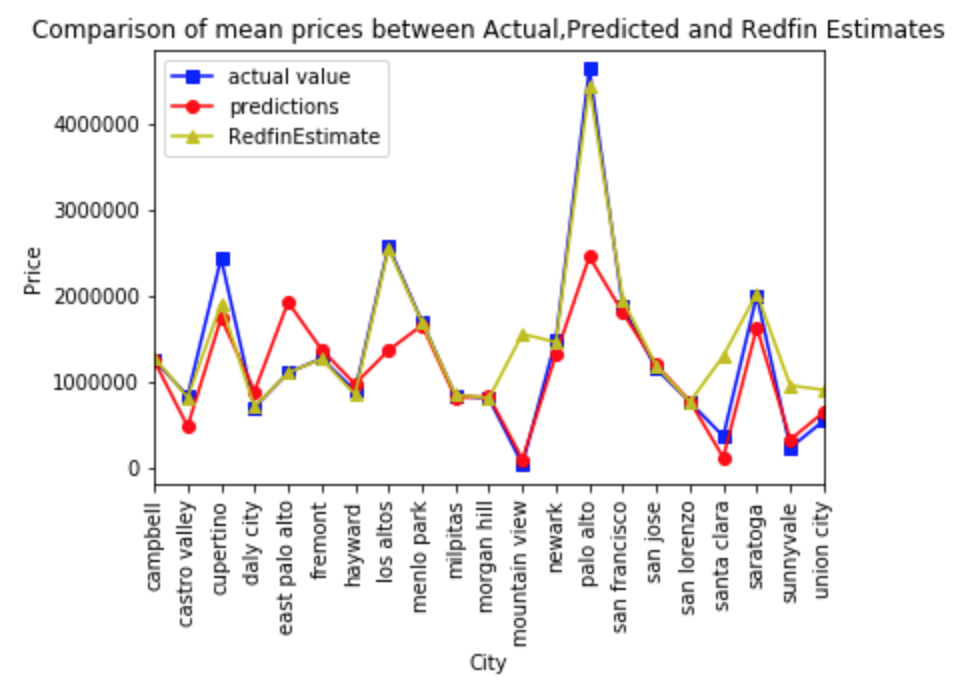 Comparison of mean prices between Actual,Predicted and Redfin Estimates
actual value
predictions
RedfinEstimate
4000000
3000000
2000000
1000000
0
Price
campbell
castro valley
cupertino
daly city
east palo alto
fremont
hayward
los altos
menlo park
milpitas
morgan hill
mountain view
newark
palo alto
san francisco
san jose
san lorenzo
santa clara
saratoga
sunnyvale
union city
City